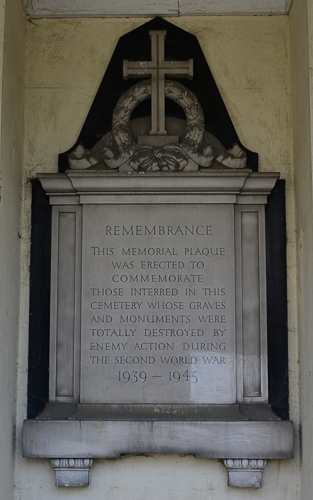 REMEMBRANCE
THIS MEMORIAL PLAQUE
WAS ERECTED TO
COMMEMORATE
THOSE INTERRED IN THIS
CEMETERY WHOSE GRAVES
AND MONUMENTS WERE
TOTALLY DESTROYED BY
ENEMY ACTION DURING
THE SECOND WORLD WAR
1939 – 1945